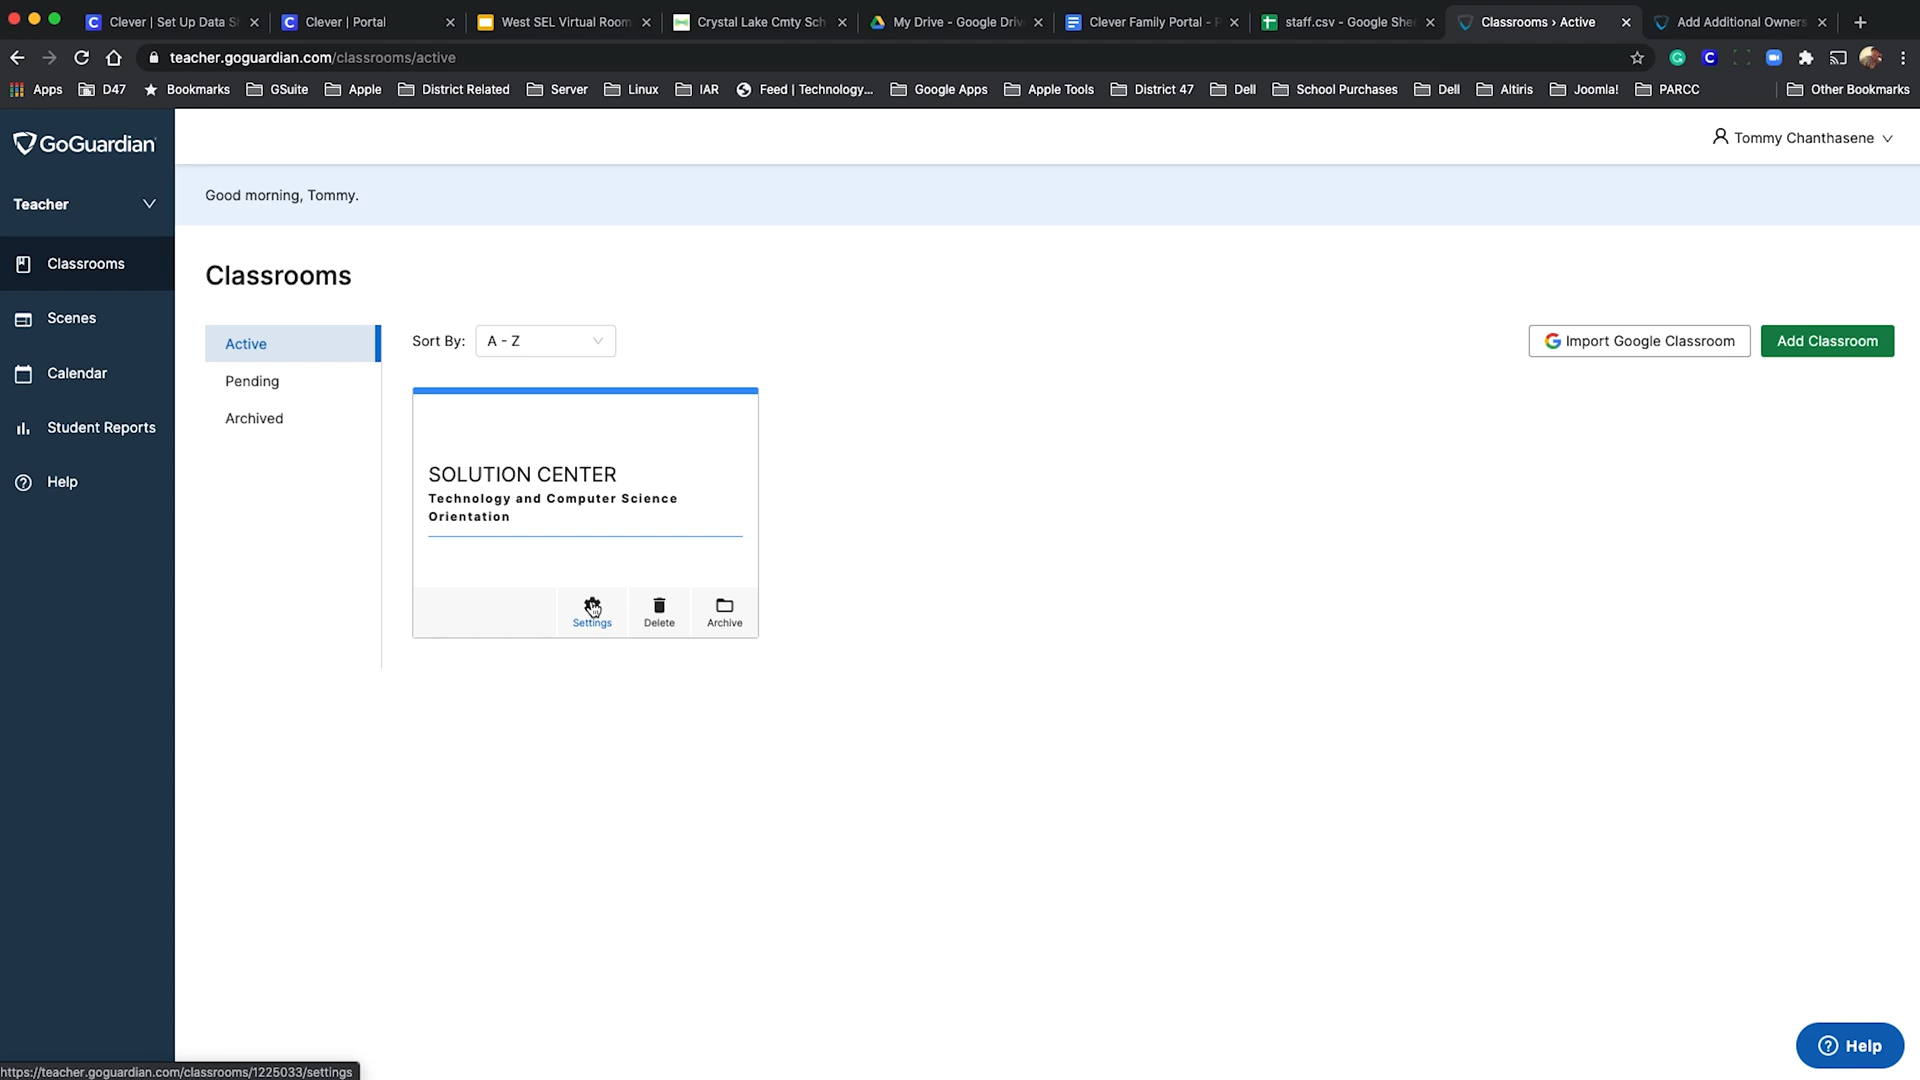 Clever | Set Up Data S
Clever | Portal
West SEL Virtual Room
Crystal Lake Cmty Sch
My Drive - Google Driv
Clever Family Portal - P
staff.csv - Google She
Classrooms › Active
Add Additional Owners
teacher.goguardian.com/classrooms/active
Apps
D47
Bookmarks
GSuite
Apple
District Related
Server
Linux
IAR
Feed | Technology...
Google Apps
Apple Tools
District 47
Dell
School Purchases
Dell
Altiris
Joomla!
PARCC
Other Bookmarks
GoGuardian
Tommy Chanthasene
Teacher
Good morning, Tommy.
Classrooms
Scenes
Calendar
Student Reports
Help
Classrooms
Active
Pending
Archived
Sort By:
A - Z
Import Google Classroom
Add Classroom
SOLUTION CENTER
Technology and Computer Science
Orientation
Settings
Delete
Archive
Help
https://teacher.goguardian.com/classrooms/1225033/settings